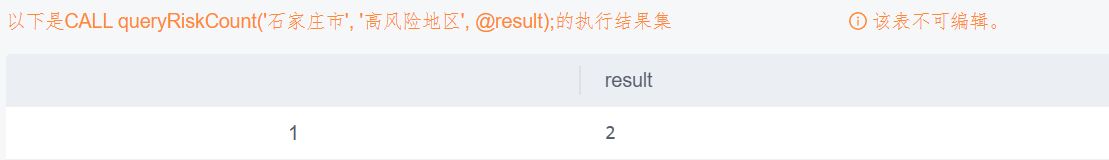 以下是CALL queryRiskCount('石家庄市', '高风险地区', @result);的执行结果集 该表不可编辑。
result
1 2